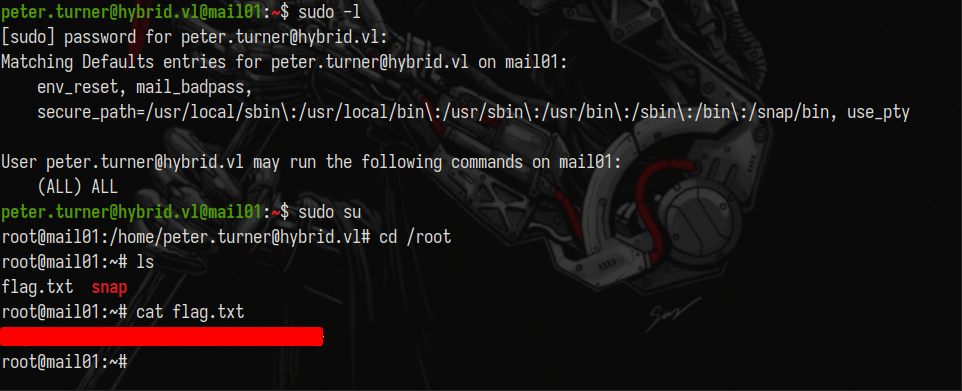 peter.turner@hybrid.vl@mail01:~$ sudo -l
[sudo] password for peter.turner@hybrid.vl:
Matching Defaults entries for peter.turner@hybrid.vl on mail01:
    env_reset, mail_badpass,
    secure_path=/usr/local/sbin\:/usr/local/bin\:/usr/sbin\:/usr/bin\:/sbin\:/bin\:/snap/bin, use_pty

User peter.turner@hybrid.vl may run the following commands on mail01:
    (ALL) ALL
peter.turner@hybrid.vl@mail01:~$ sudo su
root@mail01:/home/peter.turner@hybrid.vl# cd /root
root@mail01:~# ls
flag.txt  snap
root@mail01:~# cat flag.txt
root@mail01:~#